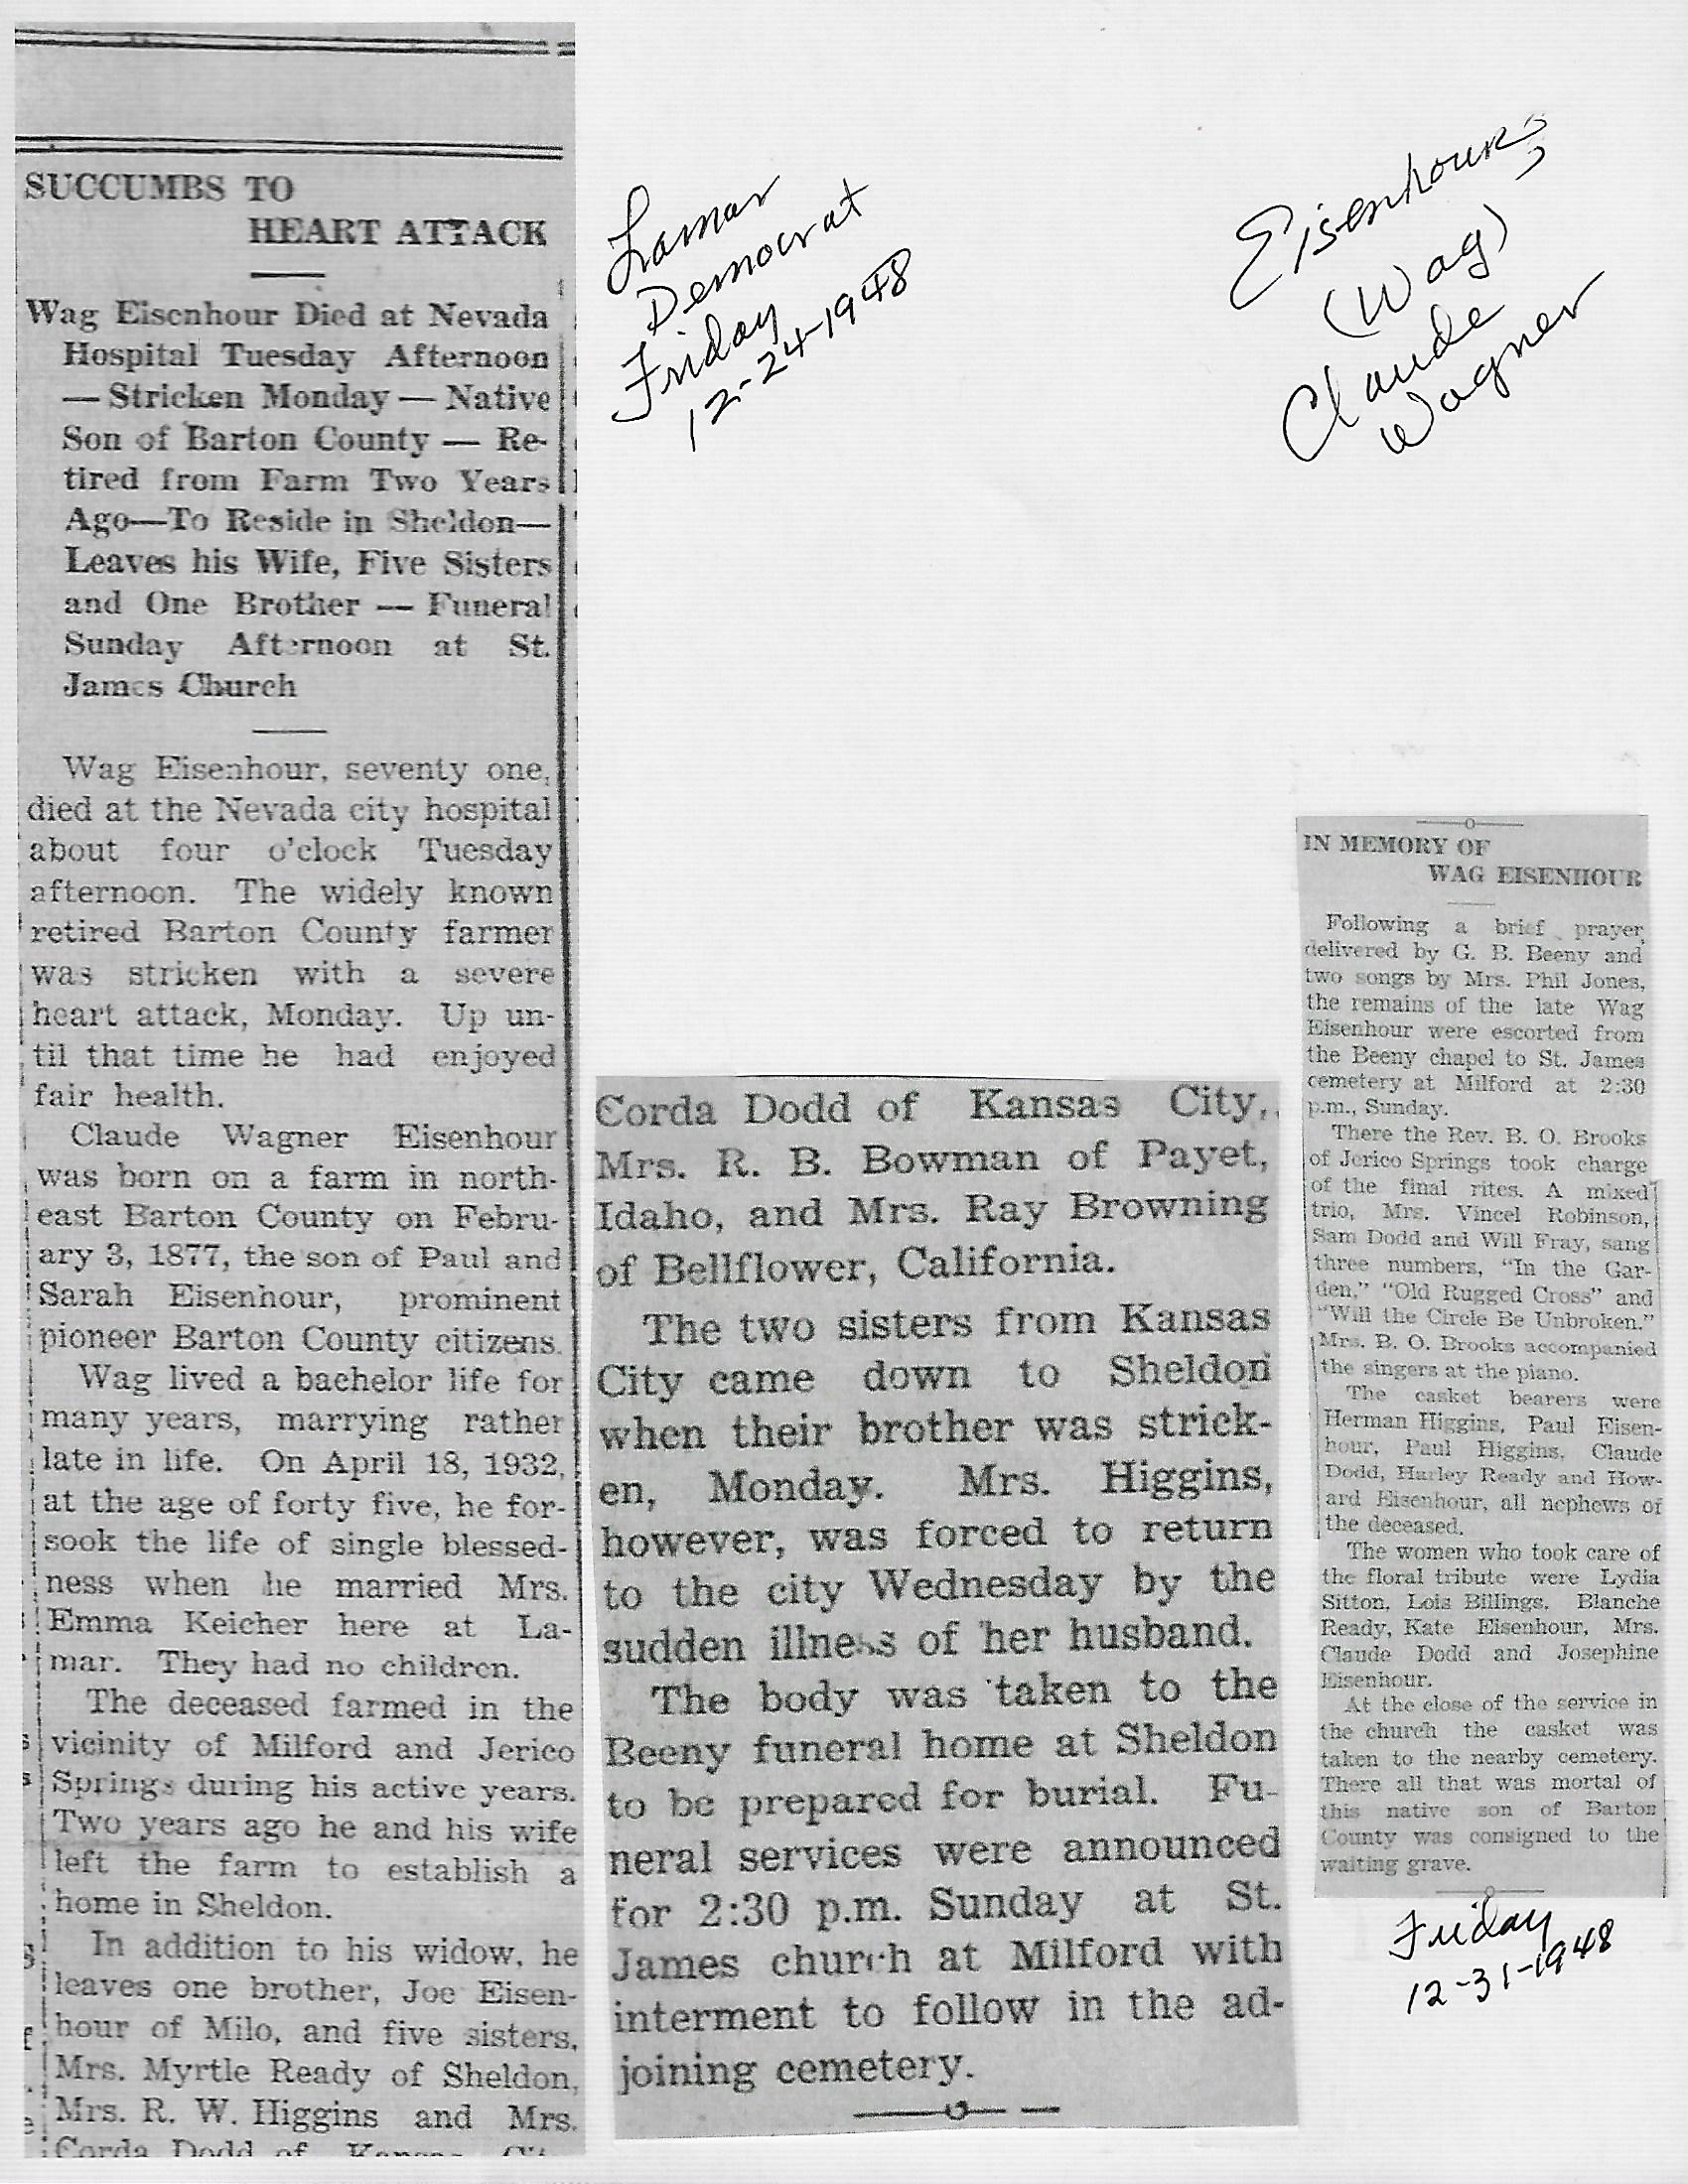 SUCCUMBS TO
HEART ATTACK
Wag Eisenhour Died at Nevada
Hospital Tuesday Afternoon
— Stricken Monday — Native
Son of Barton County — Re-
tired from Farm Two Years
Ago—To Reside in Sheldon—
Leaves his Wife, Five Sisters
and One Brother — Funeral
Sunday Afternoon at St.
James Church
Wag Eisenhour, seventy one,
died at the Nevada city hospital
about four o'clock Tuesday
afternoon. The widely known
retired Barton County farmer
was stricken with a severe
heart attack, Monday. Up un-
til that time he had enjoyed
fair health.
Claude Wagner Eisenhour
was born on a farm in north-
east Barton County on Febru-
ary 3, 1877, the son of Paul and
Sarah Eisenhour, prominent
pioneer Barton County citizens.
Wag lived a bachelor life for
many years, marrying rather
late in life. On April 18, 1932,
at the age of forty five, he for-
sook the life of single blessed-
ness when he married Mrs.
Emma Keicher here at La-
mar. They had no children.
The deceased farmed in the
vicinity of Milford and Jerico
Springs during his active years.
Two years ago he and his wife
left the farm to establish a
home in Sheldon.
In addition to his widow, he
leaves one brother, Joe Eisen-
hour of Milo, and five sisters,
Mrs. Myrtle Ready of Sheldon,
Mrs. R. W. Higgins and Mrs.
Corda Dodd of Kansas City
Lamar
Democrat
Friday
12-24-1948
Corda Dodd of Kansas City,
Mrs. R. B. Bowman of Payet,
Idaho, and Mrs. Ray Browning
of Bellflower, California.
The two sisters from Kansas
City came down to Sheldon
when their brother was strick-
en, Monday. Mrs. Higgins,
however, was forced to return
to the city Wednesday by the
sudden illness of her husband.
The body was taken to the
Beeny funeral home at Sheldon
to be prepared for burial. Fu-
neral services were announced
for 2:30 p.m. Sunday at St.
James church at Milford with
interment to follow in the ad-
joining cemetery.
Eisenhour,
(Wag)
Claude
Wagner
IN MEMORY OF
WAG EISENHOUR
Following a brief prayer
delivered by G. B. Beeny and
two songs by Mrs. Phil Jones,
the remains of the late Wag
Eisenhour were escorted from
the Beeny chapel to St. James
cemetery at Milford at 2:30
p.m., Sunday.
There the Rev. B. O. Brooks
of Jerico Springs took charge
of the final rites. A mixed
trio, Mrs. Vincel Robinson,
Sam Dodd and Will Fray, sang
three numbers, "In the Gar-
den," "Old Rugged Cross" and
"Will the Circle Be Unbroken."
Mrs. B. O. Brooks accompanied
the singers at the piano.
The casket bearers were
Herman Higgins, Paul Eisen-
hour, Paul Higgins, Claude
Dodd, Harley Ready and How-
ard Eisenhour, all nephews of
the deceased.
The women who took care of
the floral tribute were Lydia
Sitton, Lois Billings, Blanche
Ready, Kate Eisenhour, Mrs.
Claude Dodd and Josephine
Eisenhour.
At the close of the service in
the church the casket was
taken to the nearby cemetery.
There all that was mortal of
this native son of Barton
County was consigned to the
waiting grave.
Friday
12-31-1948